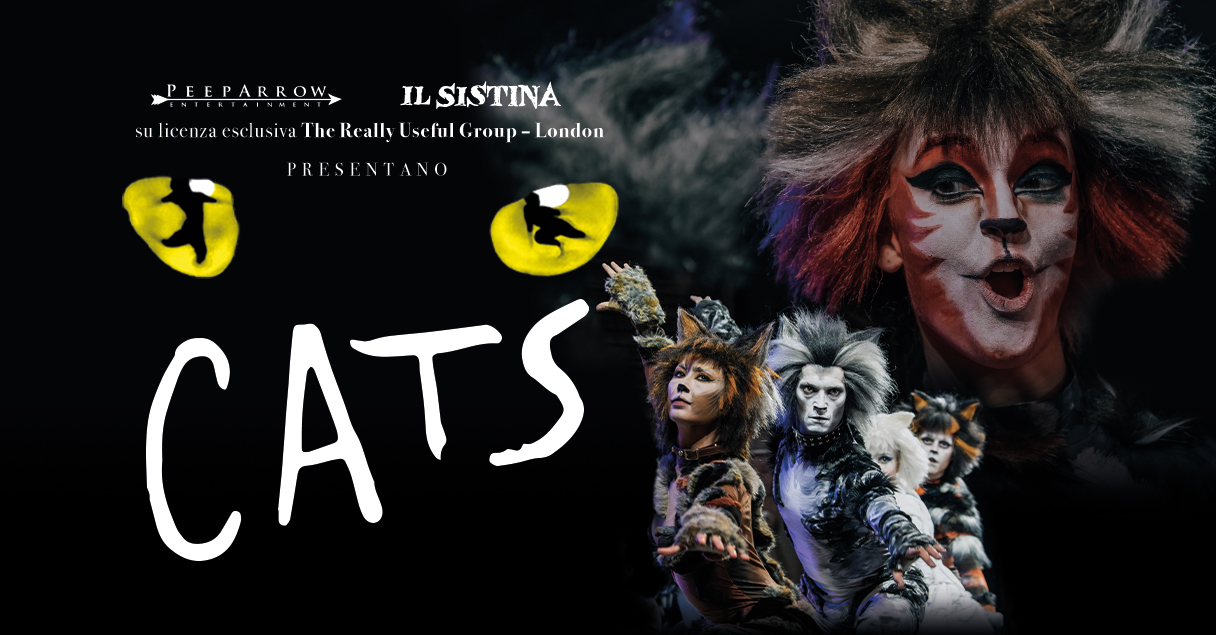 PEEPARROW IL SISTINA
ENTERTAINMENT
su licenza esclusiva The Really Useful Group – London
PRESENTANO
CATS